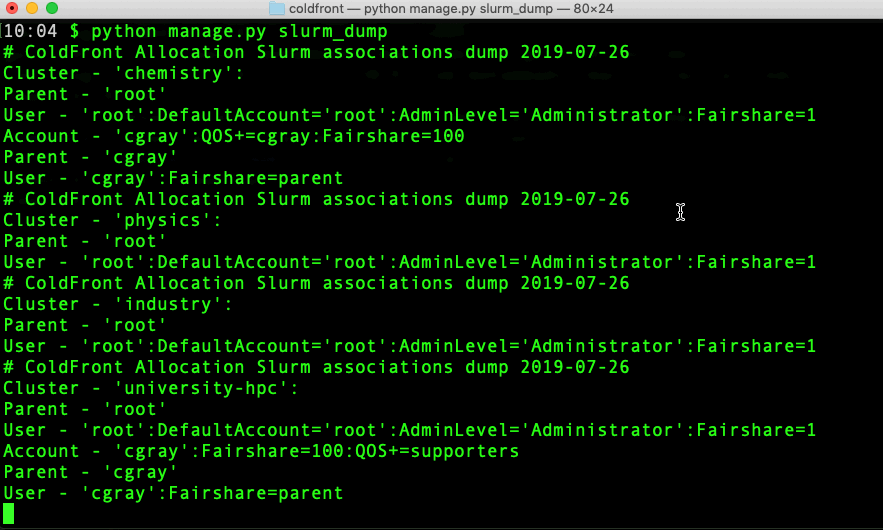 coldfront — python manage.py slurm_dump — 80×24
10:04 $ python manage.py slurm_dump
# ColdFront Allocation Slurm associations dump 2019-07-26
Cluster - 'chemistry':
Parent - 'root'
User - 'root':DefaultAccount='root':AdminLevel='Administrator':Fairshare=1
Account - 'cgray':QOS+=cgray:Fairshare=100
Parent - 'cgray'
User - 'cgray':Fairshare=parent
# ColdFront Allocation Slurm associations dump 2019-07-26
Cluster - 'physics':
Parent - 'root'
User - 'root':DefaultAccount='root':AdminLevel='Administrator':Fairshare=1
# ColdFront Allocation Slurm associations dump 2019-07-26
Cluster - 'industry':
Parent - 'root'
User - 'root':DefaultAccount='root':AdminLevel='Administrator':Fairshare=1
# ColdFront Allocation Slurm associations dump 2019-07-26
Cluster - 'university-hpc':
Parent - 'root'
User - 'root':DefaultAccount='root':AdminLevel='Administrator':Fairshare=1
Account - 'cgray':Fairshare=100:QOS+=supporters
Parent - 'cgray'
User - 'cgray':Fairshare=parent